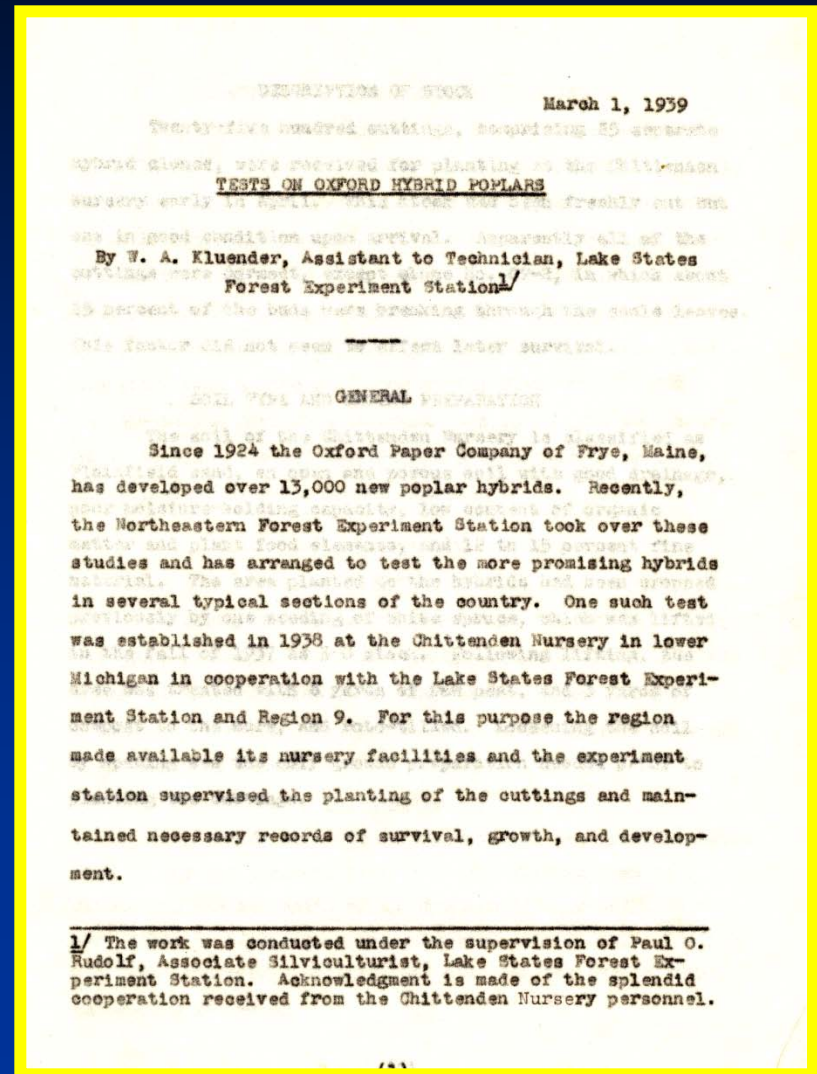 March 1, 1939
TESTS ON OXFORD HYBRID POPLARS
By W. A. Kluender, Assistant to Technician, Lake States
Forest Experiment Station1/
GENERAL
Since 1924 the Oxford Paper Company of Frye, Maine,
has developed over 13,000 new poplar hybrids. Recently,
the Northeastern Forest Experiment Station took over these
studies and has arranged to test the more promising hybrids
in several typical sections of the country. One such test
was established in 1938 at the Chittenden Nursery in lower
Michigan in cooperation with the Lake States Forest Experi-
ment Station and Region 9. For this purpose the region
made available its nursery facilities and the experiment
station supervised the planting of the cuttings and main-
tained necessary records of survival, growth, and develop-
ment.
1/ The work was conducted under the supervision of Paul O.
Rudolf, Associate Silviculturist, Lake States Forest Ex-
periment Station. Acknowledgment is made of the splendid
cooperation received from the Chittenden Nursery personnel.